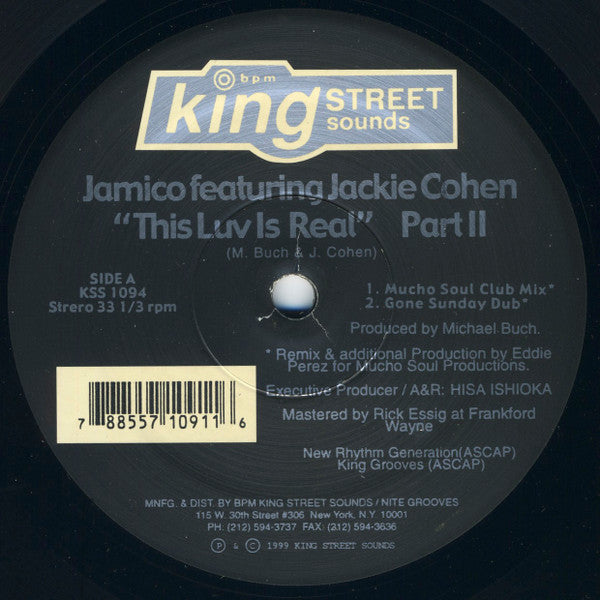 bpm
king STREET
sounds
Jamico featuring Jackie Cohen
"This Luv Is Real" Part II
(M. Buch & J. Cohen)
SIDE A
KSS 1094
Strero 33 1/3 rpm
1. Mucho Soul Club Mix*
2. Gone Sunday Dub*
Produced by Michael Buch.
* Remix & additional Production by Eddie
Perez for Mucho Soul Productions.
Executive Producer / A&R: HISA ISHIOKA
Mastered by Rick Essig at Frankford
Wayne
New Rhythm Generation(ASCAP)
King Grooves (ASCAP)
7 88557 10911 6
MNFG. & DIST. BY BPM KING STREET SOUNDS / NITE GROOVES
115 W. 30th Street #306 New York, N.Y. 10001
PH: (212) 594-3737 FAX: (212) 594-3636
Ⓟ & © 1999 KING STREET SOUNDS